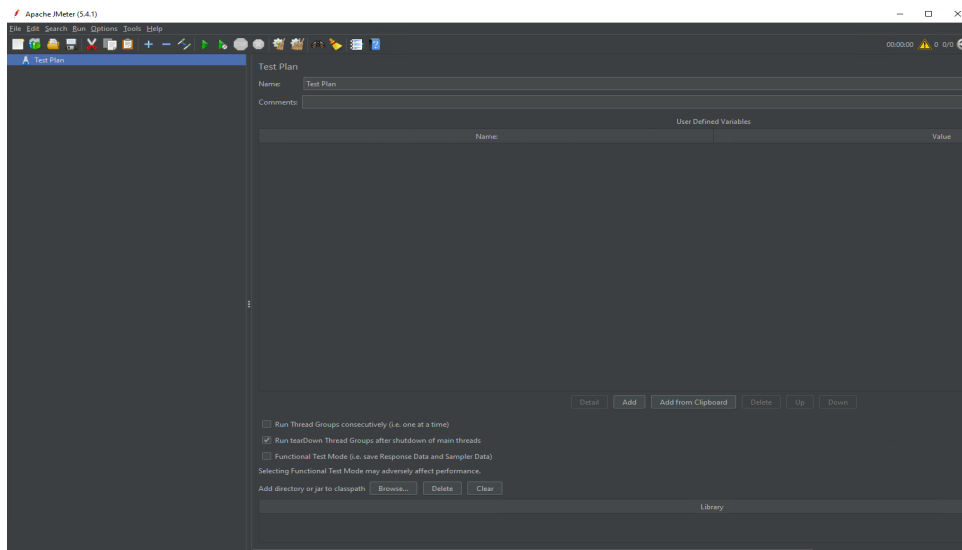 Apache JMeter (5.4.1)
File Edit Search Run Options Tools Help
00:00:00 0 0/0
Test Plan
Test Plan
Name: Test Plan
Comments:
User Defined Variables
Name: Value
Detail Add Add from Clipboard Delete Up Down
Run Thread Groups consecutively (i.e. one at a time)
Run tearDown Thread Groups after shutdown of main threads
Functional Test Mode (i.e. save Response Data and Sampler Data)
Selecting Functional Test Mode may adversely affect performance.
Add directory or jar to classpath Browse... Delete Clear
Library